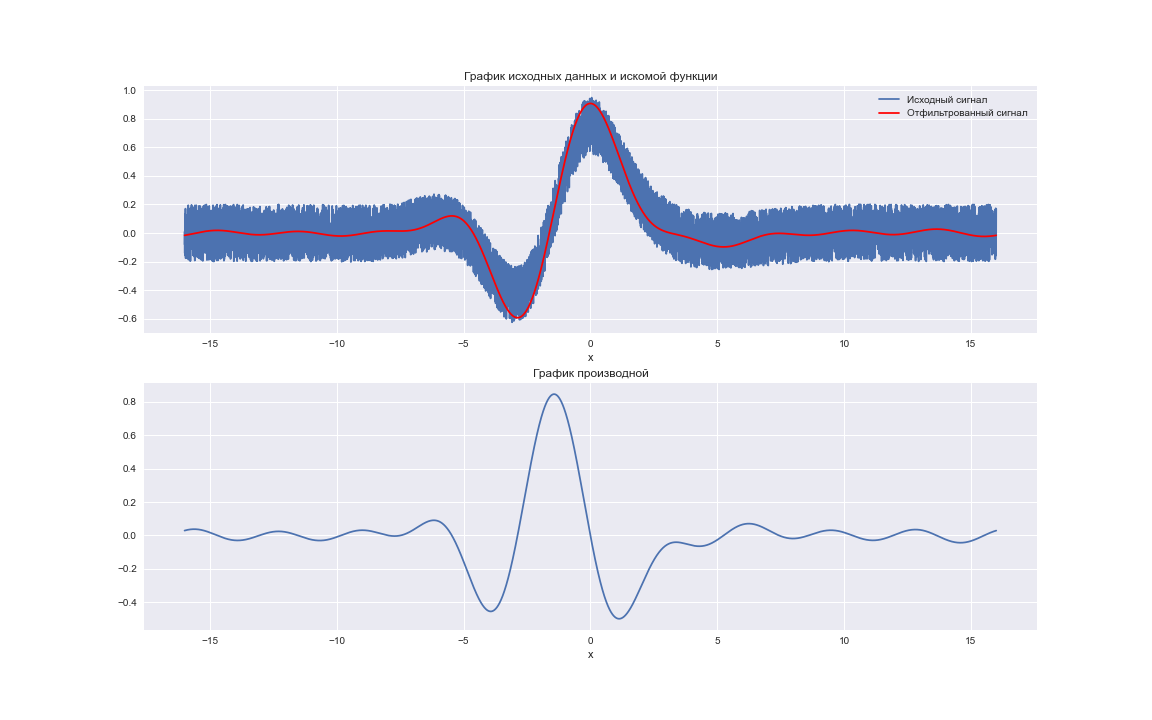 График исходных данных и искомой функции
1.0
0.8
0.6
0.4
0.2
0.0
−0.2
−0.4
−0.6
Исходный сигнал
Отфильтрованный сигнал
−15 −10 −5 0 5 10 15
x
График производной
0.8
0.6
0.4
0.2
0.0
−0.2
−0.4
−15 −10 −5 0 5 10 15
x